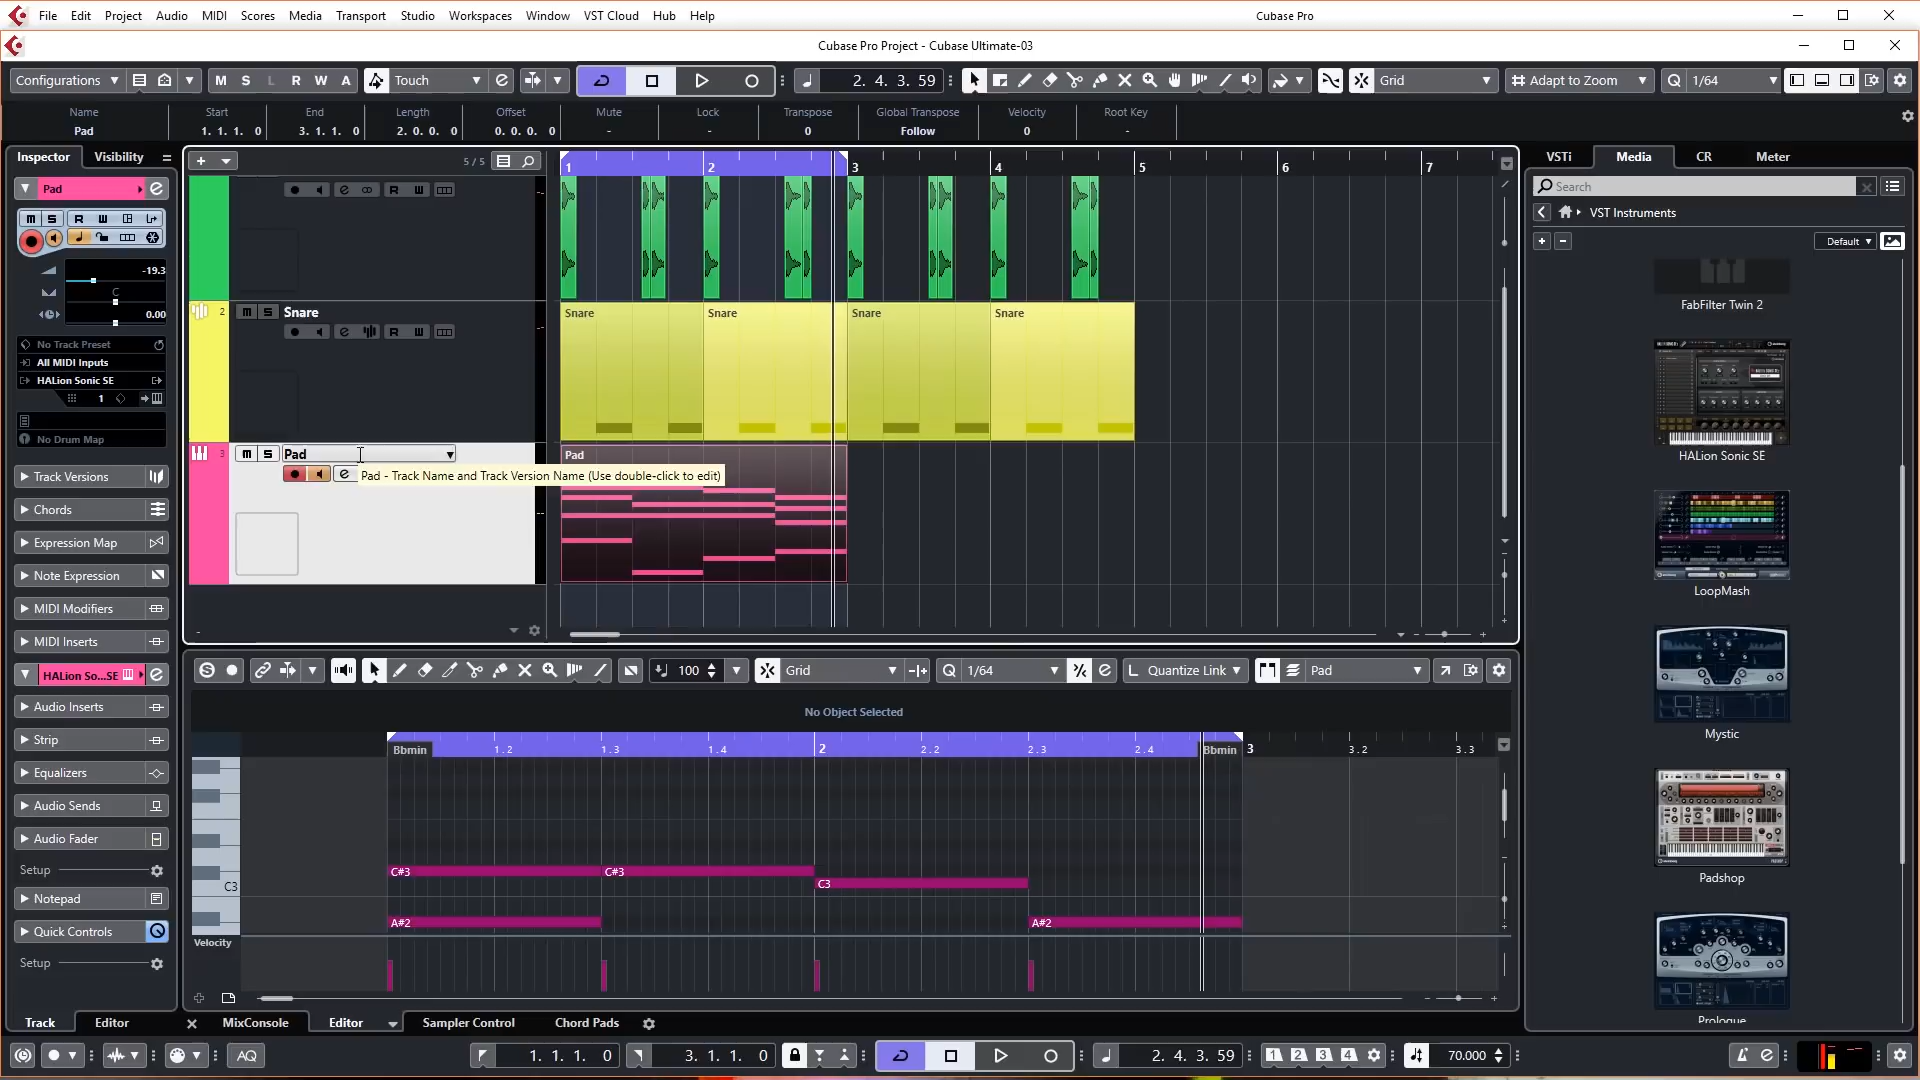 File Edit Project Audio MIDI Scores Media Transport Studio Workspaces Window VST Cloud Hub Help Cubase Pro
Cubase Pro Project - Cubase Ultimate-03
Configurations M S L R W A Touch 2. 4. 3. 59 Grid Adapt to Zoom Q 1/64
Name Start End Length Offset Mute Lock Transpose Global Transpose Velocity Root Key
Pad 1. 1. 1. 0 3. 1. 1. 0 2. 0. 0. 0 0. 0. 0. 0 - - 0 Follow 0 -
Inspector Visibility 5 / 5 1 2 3 4 5 6 7 VSTi Media CR Meter
Pad Search
M S R W R W VST Instruments
Default
-19.3
C
0.00
FabFilter Twin 2
2 M S Snare Snare Snare Snare Snare
R W
No Track Preset
All MIDI Inputs
HALion Sonic SE
1
No Drum Map
HALion Sonic SE
3 M S Pad Pad
Pad - Track Name and Track Version Name (Use double-click to edit)
Track Versions
Chords
Expression Map
Note Expression
MIDI Modifiers
MIDI Inserts
LoopMash
HALion So...SE 100 Grid Q 1/64 Quantize Link Pad
Audio Inserts
No Object Selected
Strip
Mystic
Bbmin 1.2 1.3 1.4 2 2.2 2.3 2.4 Bbmin 3 3.2 3.3
Equalizers
Audio Sends
Audio Fader
Setup
C#3 C#3
C3 C3
Padshop
Notepad
A#2 A#2
Quick Controls
Velocity
Setup
Prologue
Track Editor MixConsole Editor Sampler Control Chord Pads
AQ 1. 1. 1. 0 3. 1. 1. 0 2. 4. 3. 59 1 2 3 4 70.000